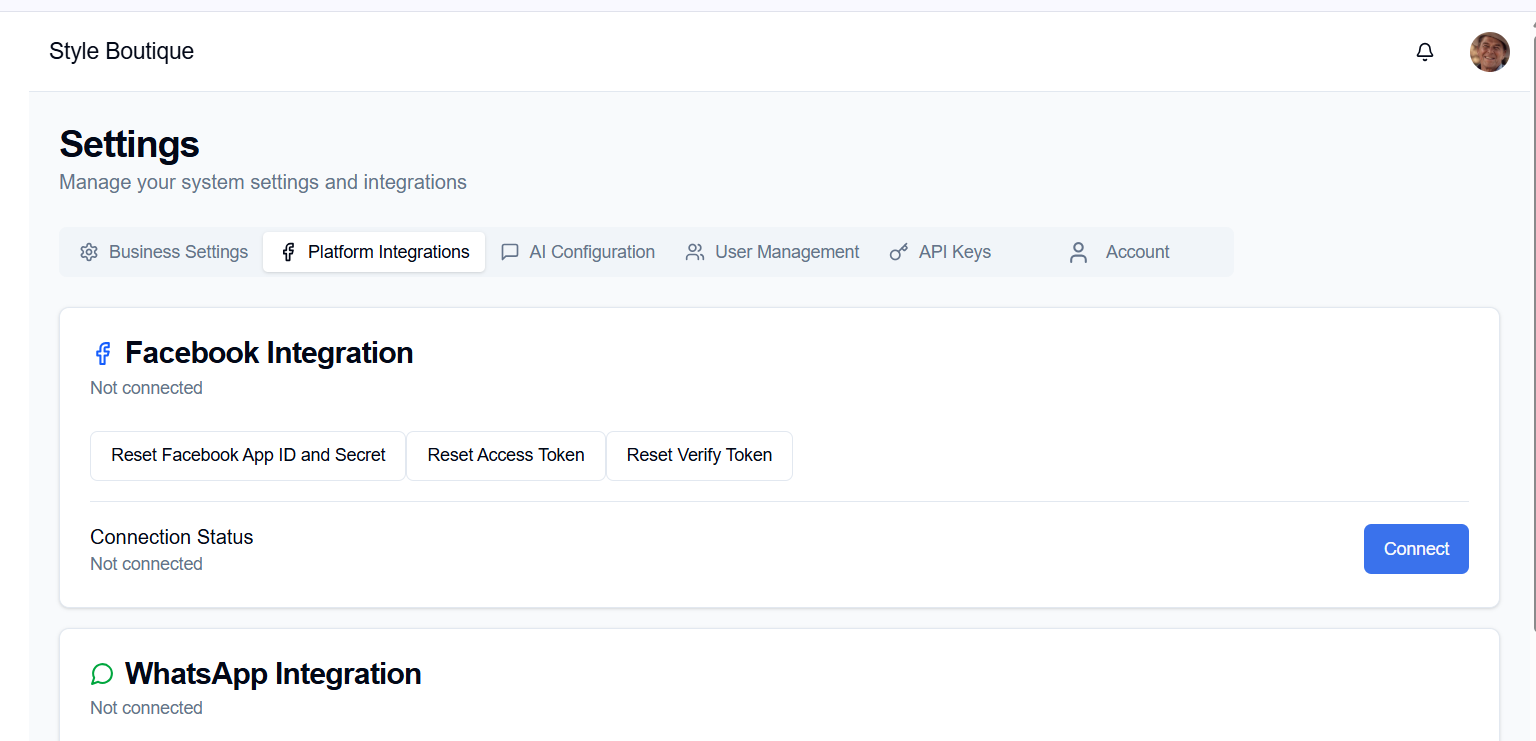 Style Boutique
Settings
Manage your system settings and integrations
Business Settings Platform Integrations AI Configuration User Management API Keys Account
Facebook Integration
Not connected
Reset Facebook App ID and Secret Reset Access Token Reset Verify Token
Connection Status
Not connected
Connect
WhatsApp Integration
Not connected